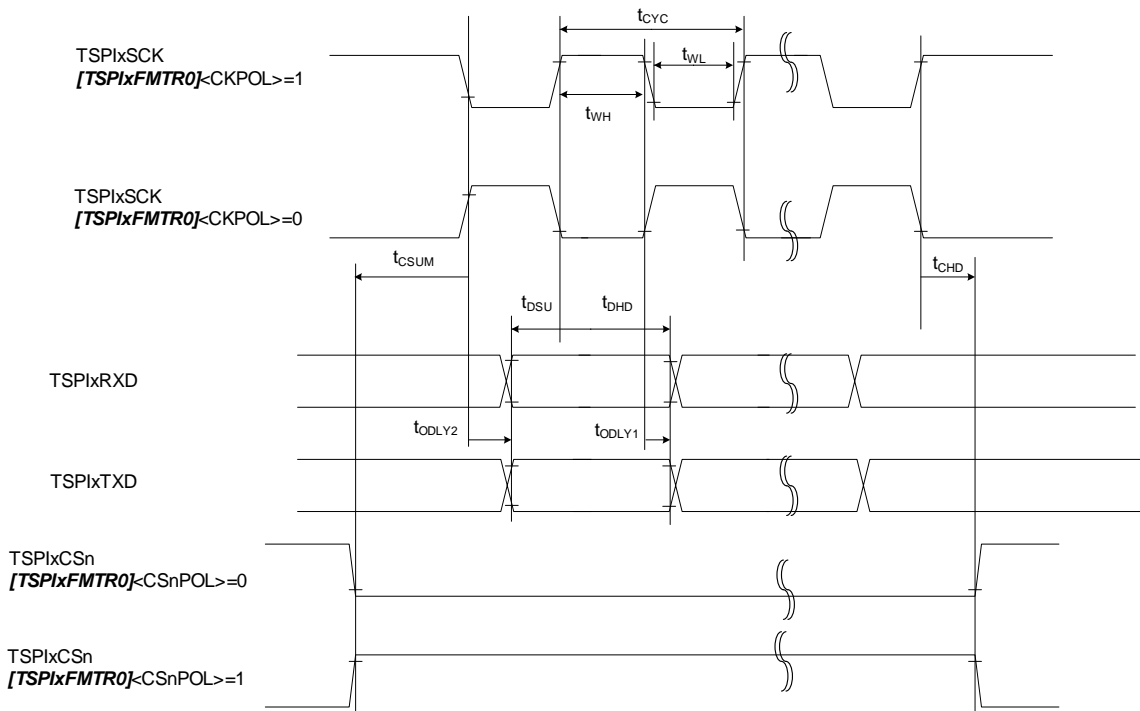 tCYC
TSPIxSCK
[TSPIxFMTR0]<CKPOL>=1
tWL
tWH
TSPIxSCK
[TSPIxFMTR0]<CKPOL>=0
tCSUM
tCHD
tDSU
tDHD
TSPIxRXD
tODLY2
tODLY1
TSPIxTXD
TSPIxCSn
[TSPIxFMTR0]<CSnPOL>=0
TSPIxCSn
[TSPIxFMTR0]<CSnPOL>=1